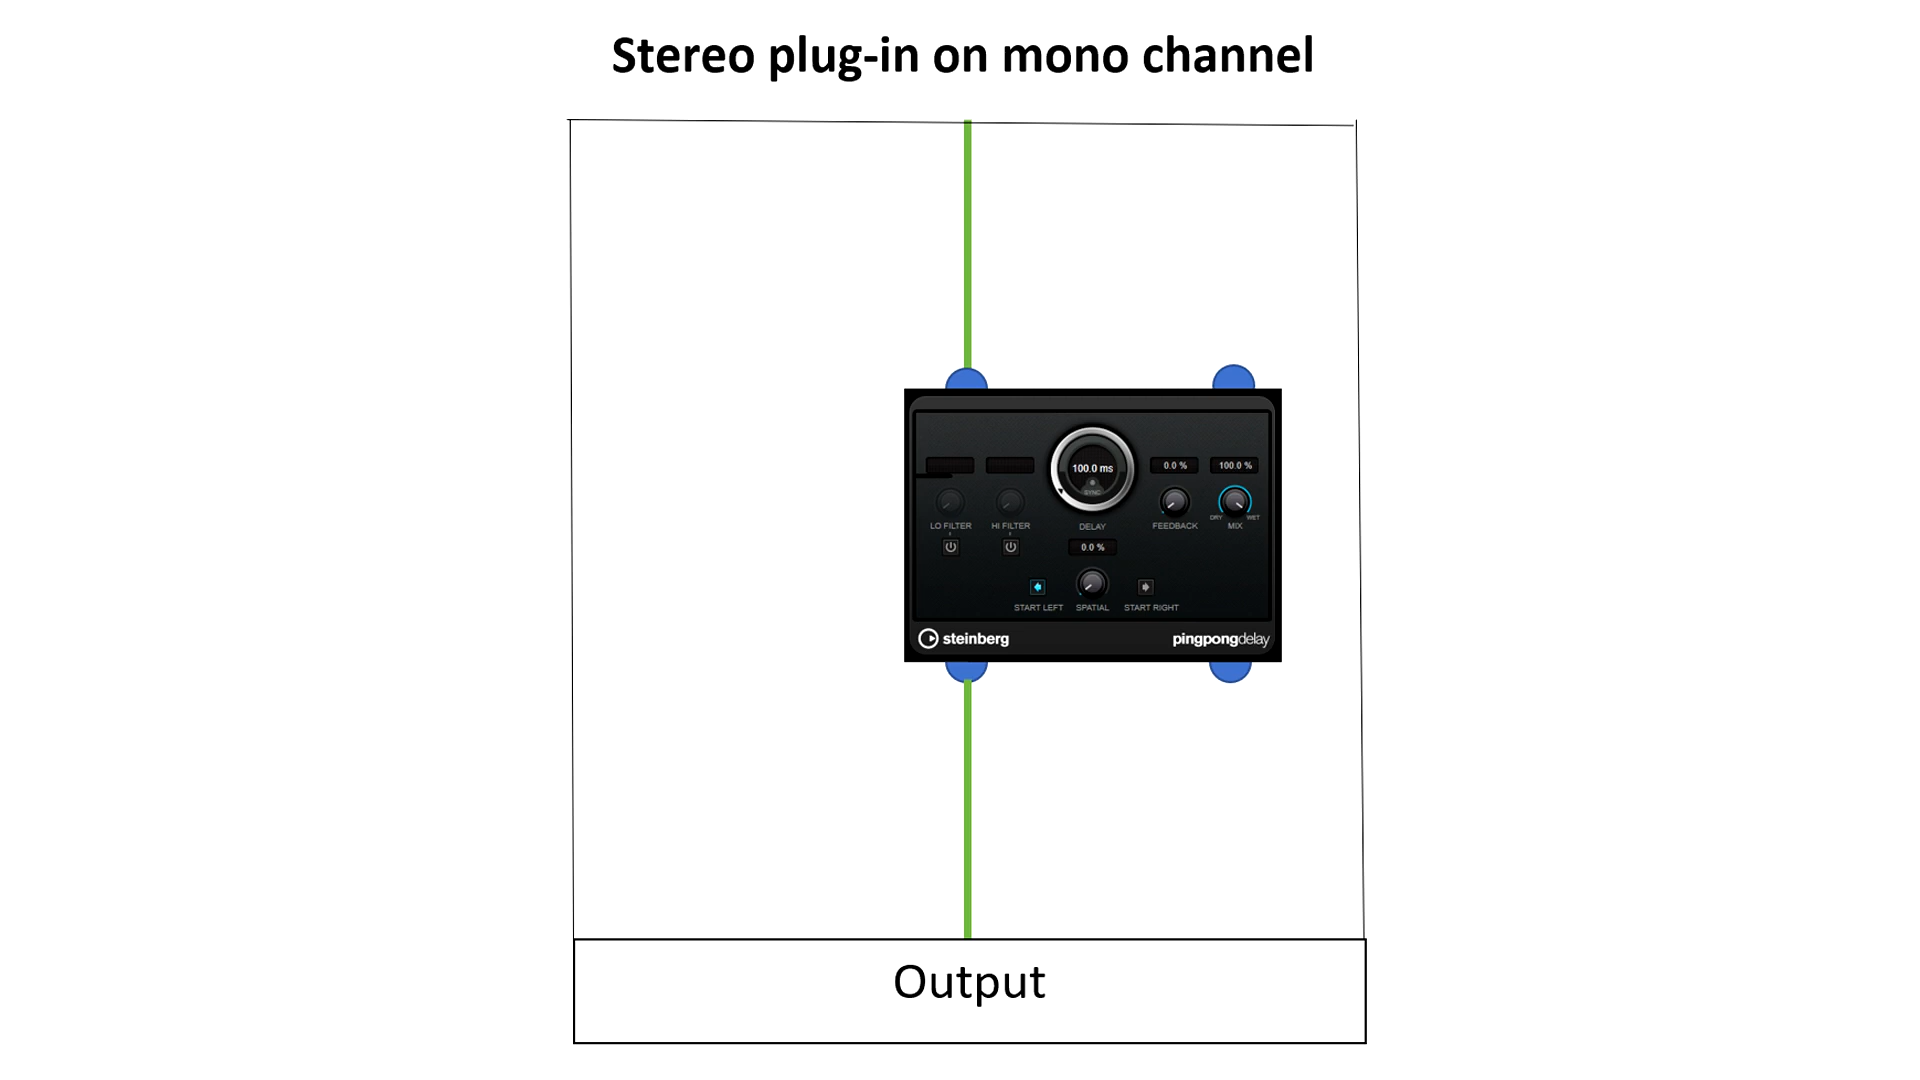 Stereo plug-in on mono channel
100.0 ms
0.0 %
100.0 %
SYNC
DRY
WET
LO FILTER
HI FILTER
DELAY
FEEDBACK
MIX
0.0 %
START LEFT
SPATIAL
START RIGHT
steinberg
pingpongdelay
Output